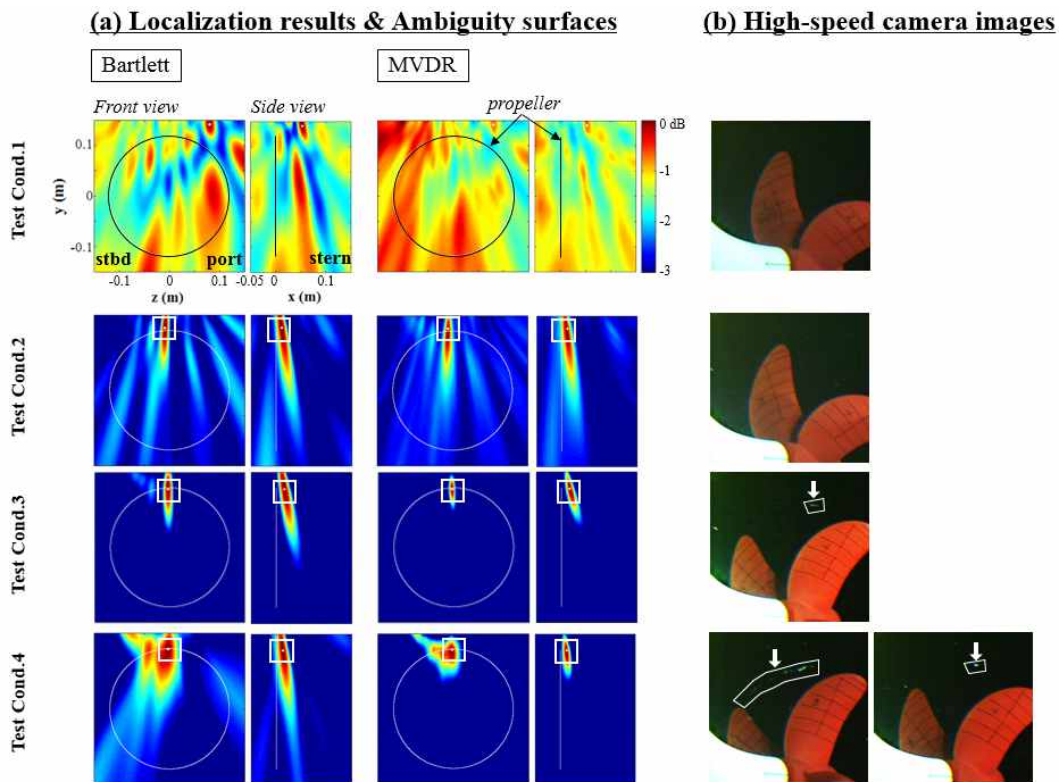 (a) Localization results & Ambiguity surfaces
(b) High-speed camera images
Bartlett
MVDR
Front view
Side view
propeller
Test Cond.1
y (m)
0.1
0
-0.1
stbd
port
stern
-0.1
0
0.1
z (m)
-0.05
0
0.1
x (m)
0 dB
-1
-2
-3
Test Cond.2
Test Cond.3
Test Cond.4